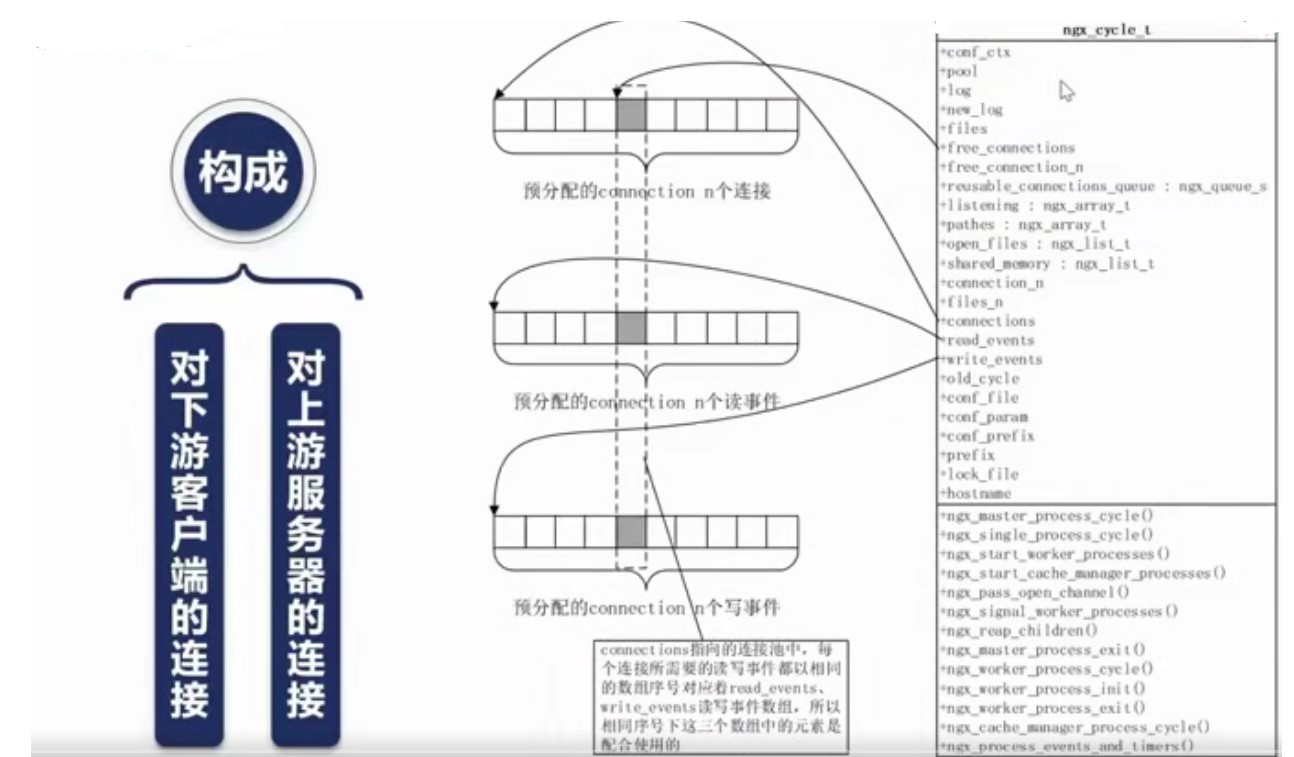 构成
对下游客户端的连接
对上游服务器的连接
预分配的connection_n个连接
预分配的connection_n个读事件
预分配的connection_n个写事件
connections指向的连接池中，每
个连接所需要的读写事件都以相同
的数组序号对应着read_events、
write_events读写事件数组，所以
相同序号下这三个数组中的元素是
配合使用的
ngx_cycle_t
+conf_ctx
+pool
+log
+new_log
+files
+free_connections
+free_connection_n
+reusable_connections_queue : ngx_queue_s
+listening : ngx_array_t
+pathes : ngx_array_t
+open_files : ngx_list_t
+shared_memory : ngx_list_t
+connection_n
+files_n
+connections
+read_events
+write_events
+old_cycle
+conf_file
+conf_param
+conf_prefix
+prefix
+lock_file
+hostname
+ngx_master_process_cycle()
+ngx_single_process_cycle()
+ngx_start_worker_processes()
+ngx_start_cache_manager_processes()
+ngx_pass_open_channel()
+ngx_signal_worker_processes()
+ngx_reap_children()
+ngx_master_process_exit()
+ngx_worker_process_cycle()
+ngx_worker_process_init()
+ngx_worker_process_exit()
+ngx_cache_manager_process_cycle()
+ngx_process_events_and_timers()